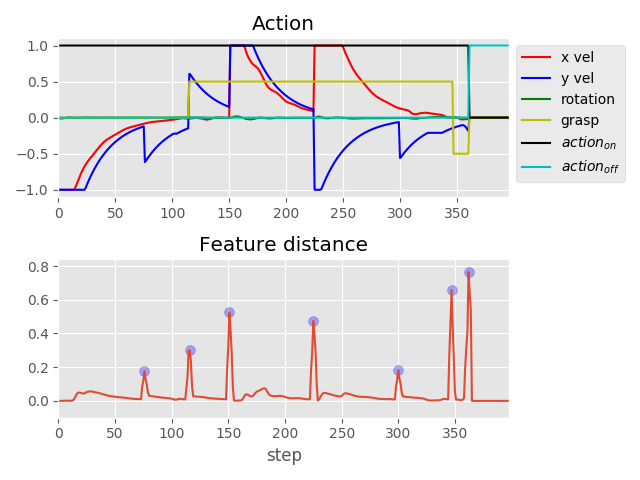 Action
1.0
0.5
0.0
−0.5
−1.0
0 50 100 150 200 250 300 350
x vel
y vel
rotation
grasp
action_on
action_off
Feature distance
0.8
0.6
0.4
0.2
0.0
0 50 100 150 200 250 300 350
step